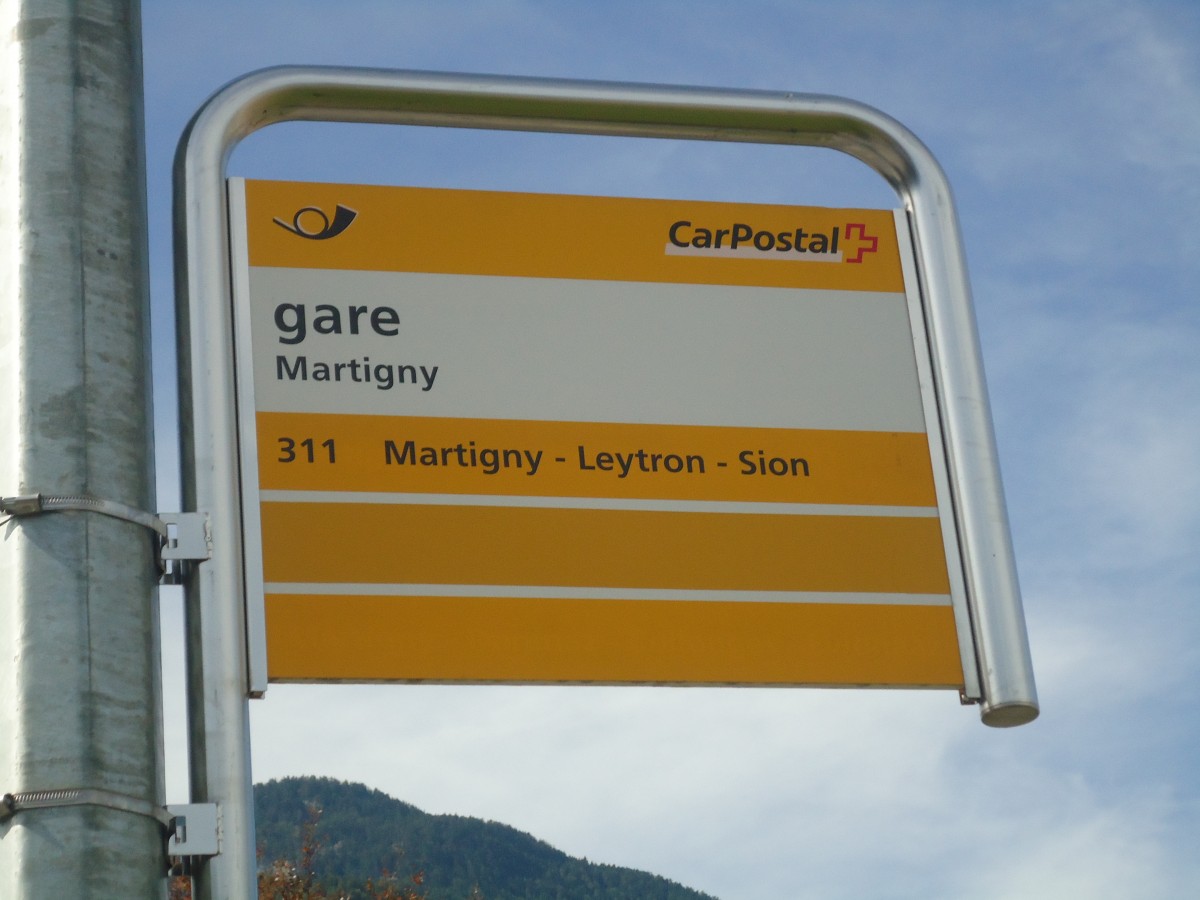 CarPostal
gare
Martigny
311 Martigny - Leytron - Sion